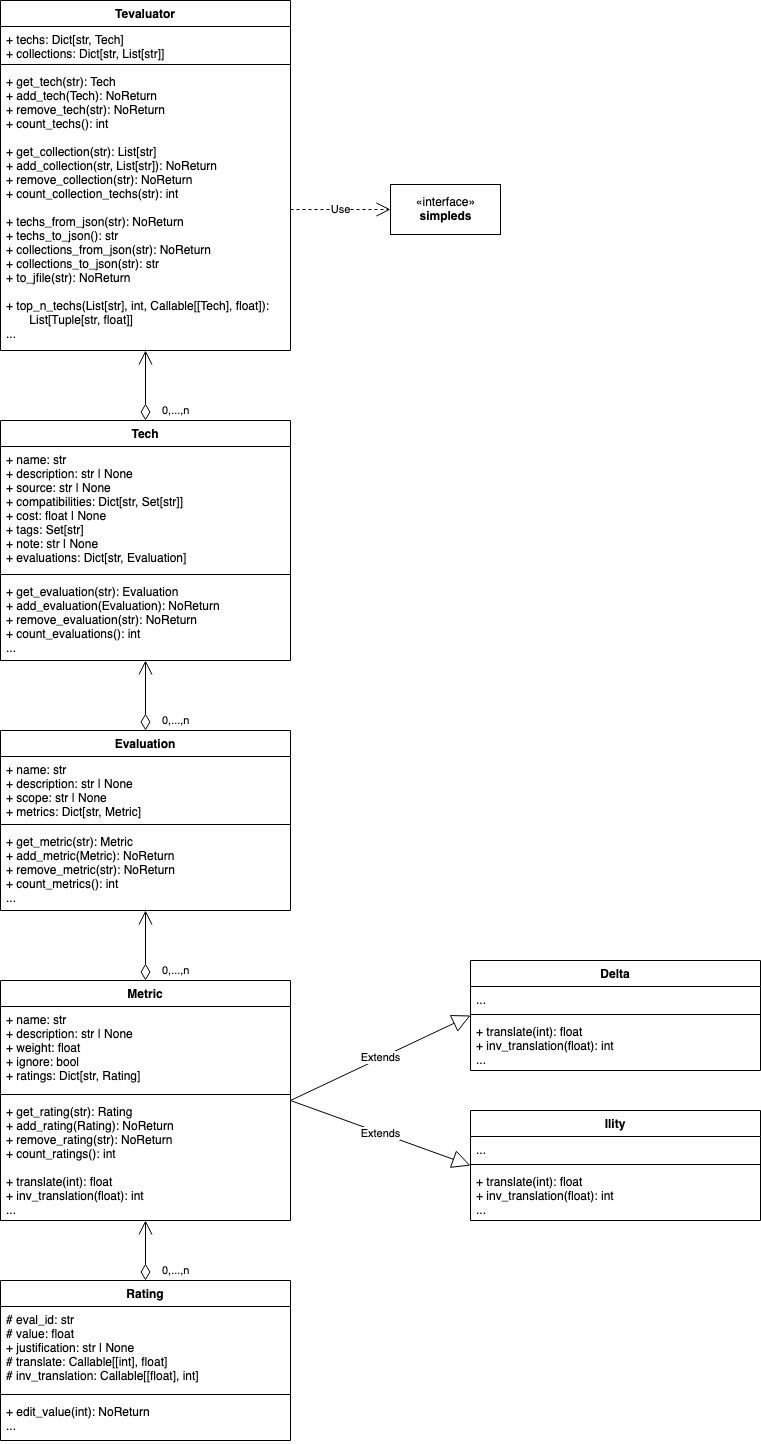 Tevaluator
+ techs: Dict[str, Tech]
+ collections: Dict[str, List[str]]
+ get_tech(str): Tech
+ add_tech(Tech): NoReturn
+ remove_tech(str): NoReturn
+ count_techs(): int
+ get_collection(str): List[str]
+ add_collection(str, List[str]): NoReturn
+ remove_collection(str): NoReturn
+ count_collection_techs(str): int
+ techs_from_json(str): NoReturn
+ techs_to_json(): str
+ collections_from_json(str): NoReturn
+ collections_to_json(str): str
+ to_jfile(str): NoReturn
+ top_n_techs(List[str], int, Callable[[Tech], float]):
List[Tuple[str, float]]
...
Use
«interface»
simpleds
0,...,n
Tech
+ name: str
+ description: str | None
+ source: str | None
+ compatibilities: Dict[str, Set[str]]
+ cost: float | None
+ tags: Set[str]
+ note: str | None
+ evaluations: Dict[str, Evaluation]
+ get_evaluation(str): Evaluation
+ add_evaluation(Evaluation): NoReturn
+ remove_evaluation(str): NoReturn
+ count_evaluations(): int
...
0,...,n
Evaluation
+ name: str
+ description: str | None
+ scope: str | None
+ metrics: Dict[str, Metric]
+ get_metric(str): Metric
+ add_metric(Metric): NoReturn
+ remove_metric(str): NoReturn
+ count_metrics(): int
...
0,...,n
Metric
+ name: str
+ description: str | None
+ weight: float
+ ignore: bool
+ ratings: Dict[str, Rating]
+ get_rating(str): Rating
+ add_rating(Rating): NoReturn
+ remove_rating(str): NoReturn
+ count_ratings(): int
+ translate(int): float
+ inv_translation(float): int
...
Extends
Extends
Delta
...
+ translate(int): float
+ inv_translation(float): int
...
Ility
...
+ translate(int): float
+ inv_translation(float): int
...
0,...,n
Rating
# eval_id: str
# value: float
+ justification: str | None
# translate: Callable[[int], float]
# inv_translation: Callable[[float], int]
+ edit_value(int): NoReturn
...